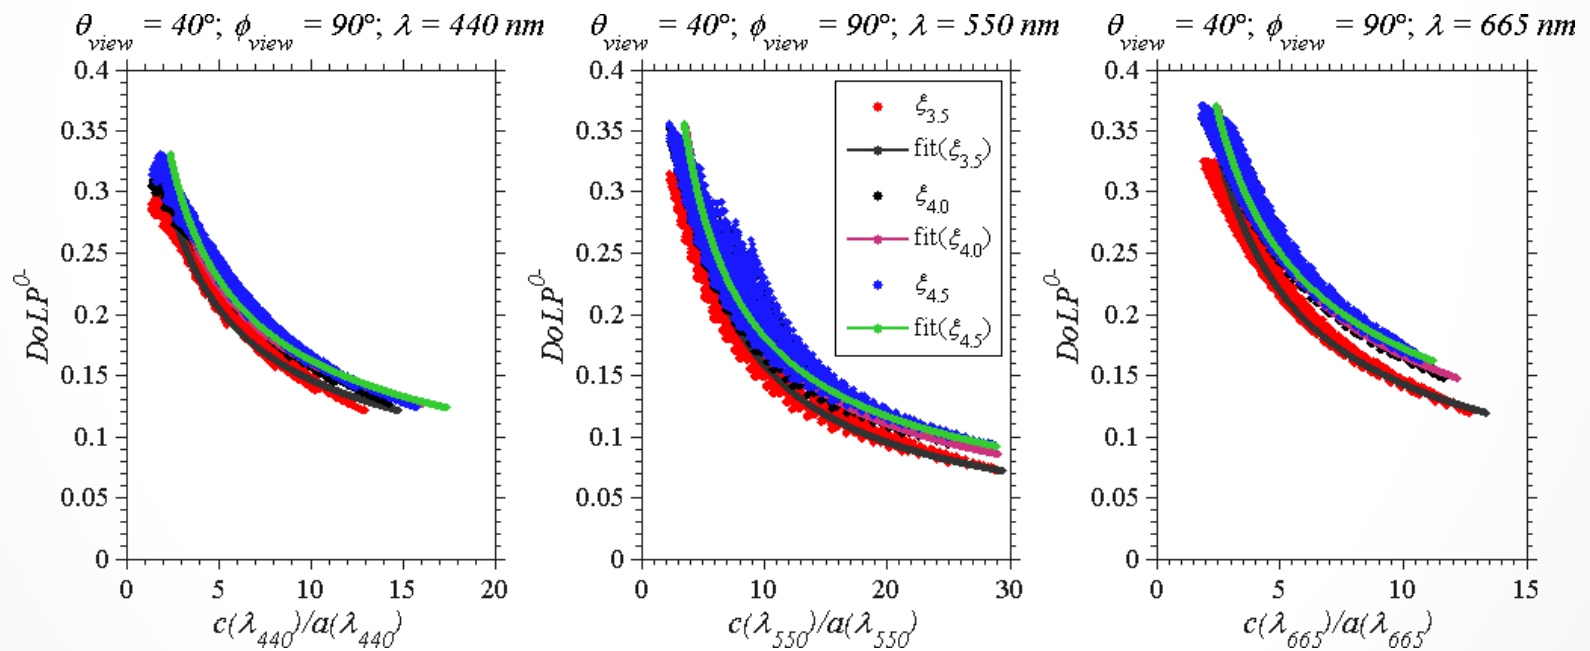 θview = 40°; ϕview = 90°; λ = 440 nm
0.4
0.35
0.3
0.25
0.2
0.15
0.1
0.05
0
0 5 10 15 20
DoLP0-
c(λ440)/a(λ440)
θview = 40°; ϕview = 90°; λ = 550 nm
0.4
0.35
0.3
0.25
0.2
0.15
0.1
0.05
0
0 10 20 30
DoLP0-
c(λ550)/a(λ550)
ξ3.5
fit(ξ3.5)
ξ4.0
fit(ξ4.0)
ξ4.5
fit(ξ4.5)
θview = 40°; ϕview = 90°; λ = 665 nm
0.4
0.35
0.3
0.25
0.2
0.15
0.1
0.05
0
0 5 10 15
DoLP0-
c(λ665)/a(λ665)